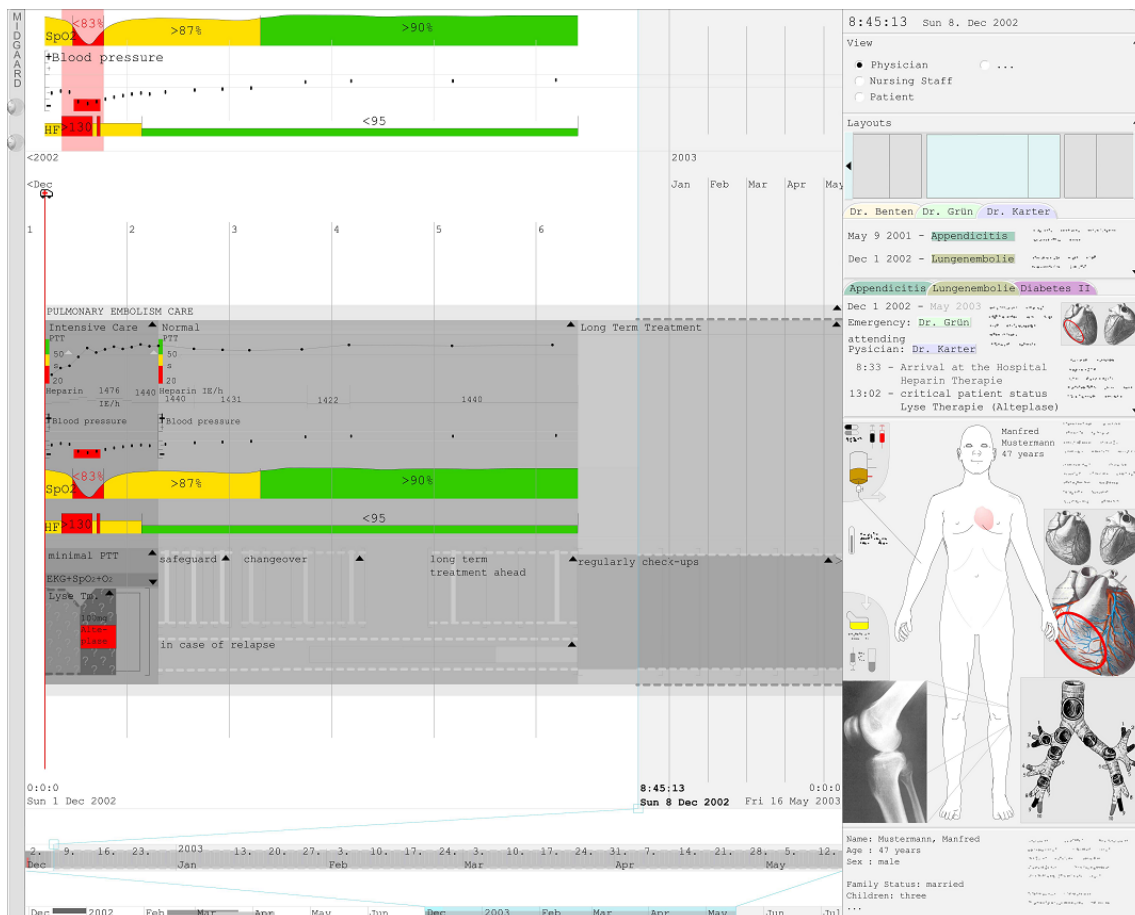 MIDGAARD
<83%
SpO2
>87%
>90%
+Blood pressure
HF
>130
<95
<2002
2003
<Dec
Jan Feb Mar Apr May
1 2 3 4 5 6
PULMONARY EMBOLISM CARE
Intensive Care
Normal
Long Term Treatment
PTT
PTT
50
50
s
s
20
20
Heparin
1476
1440
IE/h
Heparin IE/h
1440
1431
1422
1440
Blood pressure
Blood pressure
<83%
SpO2
>87%
>90%
HF
>130
<95
minimal PTT
safeguard
changeover
long term
treatment ahead
regularly check-ups
EKG+SpO2+O2
Lyse Tm.
100mg
Alte-
plase
in case of relapse
0:0:0
Sun 1 Dec 2002
8:45:13
Sun 8 Dec 2002
0:0:0
Fri 16 May 2003
2. 9. 16. 23. 2003 13. 20. 27. 3. 10. 17. 24. 3. 10. 17. 24. 31. 7. 14. 21. 28. 5. 12.
Dec Jan Feb Mar Apr May
Dec 2002 Feb Mar Apr May Jun Dec 2003 Feb Mar Apr May Jun Jul
8:45:13 Sun 8. Dec 2002
View
Physician
...
Nursing Staff
Patient
Layouts
Dr. Benten Dr. Grün Dr. Karter
May 9 2001 - Appendicitis
Dec 1 2002 - Lungenembolie
Appendicitis Lungenembolie Diabetes II
Dec 1 2002 - May 2003
Emergency: Dr. Grün
attending
Pysician: Dr. Karter
8:33 - Arrival at the Hospital
Heparin Therapie
13:02 - critical patient status
Lyse Therapie (Alteplase)
Manfred
Mustermann
47 years
Name: Mustermann, Manfred
Age : 47 years
Sex : male
Family Status: married
Children: three
...